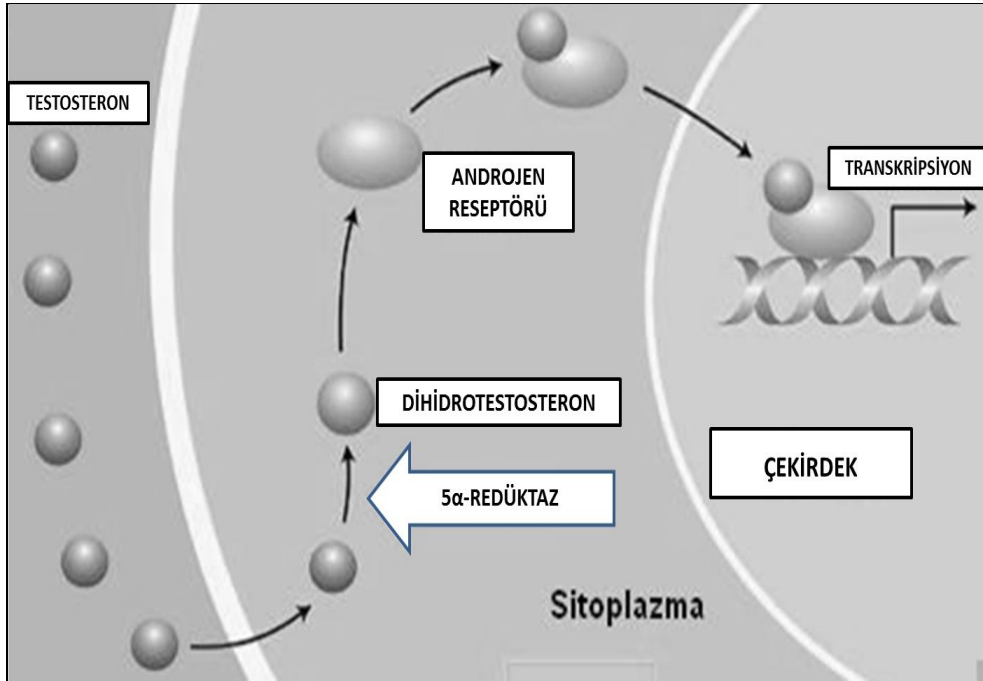 TESTOSTERON
ANDROJEN
RESEPTÖRÜ
TRANSKRİPSİYON
DİHİDROTESTOSTERON
5α-REDÜKTAZ
ÇEKİRDEK
Sitoplazma